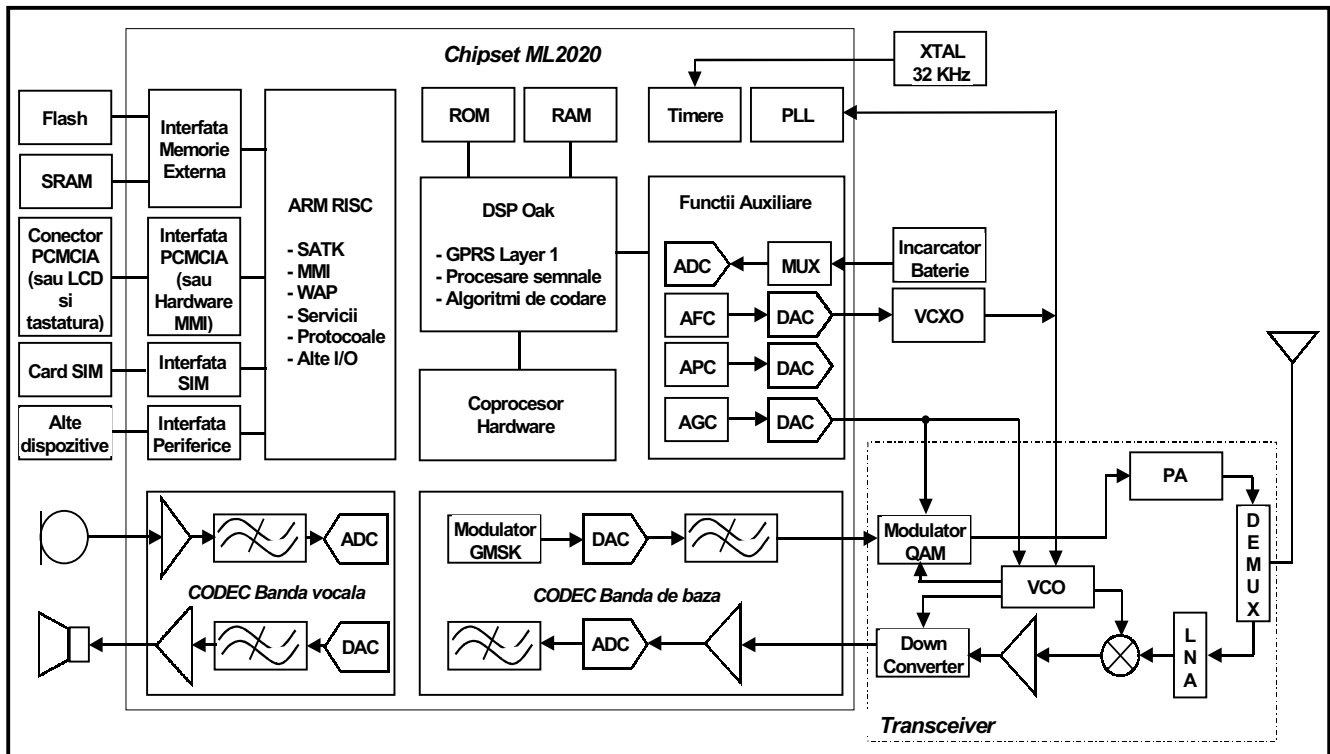 Chipset ML2020
XTAL
32 KHz
Flash
SRAM
Conector
PCMCIA
(sau LCD
si
tastatura)
Card SIM
Alte
dispozitive
Interfata
Memorie
Externa
Interfata
PCMCIA
(sau
Hardware
MMI)
Interfata
SIM
Interfata
Periferice
ARM RISC
- SATK
- MMI
- WAP
- Servicii
- Protocoale
- Alte I/O
ROM
RAM
DSP Oak
- GPRS Layer 1
- Procesare semnale
- Algoritmi de codare
Coprocesor
Hardware
Timere
PLL
Functii Auxiliare
ADC
MUX
AFC
DAC
APC
DAC
AGC
DAC
Incarcator
Baterie
VCXO
ADC
CODEC Banda vocala
DAC
Modulator
GMSK
DAC
CODEC Banda de baza
ADC
Modulator
QAM
PA
DEMUX
VCO
Down
Converter
LNA
Transceiver